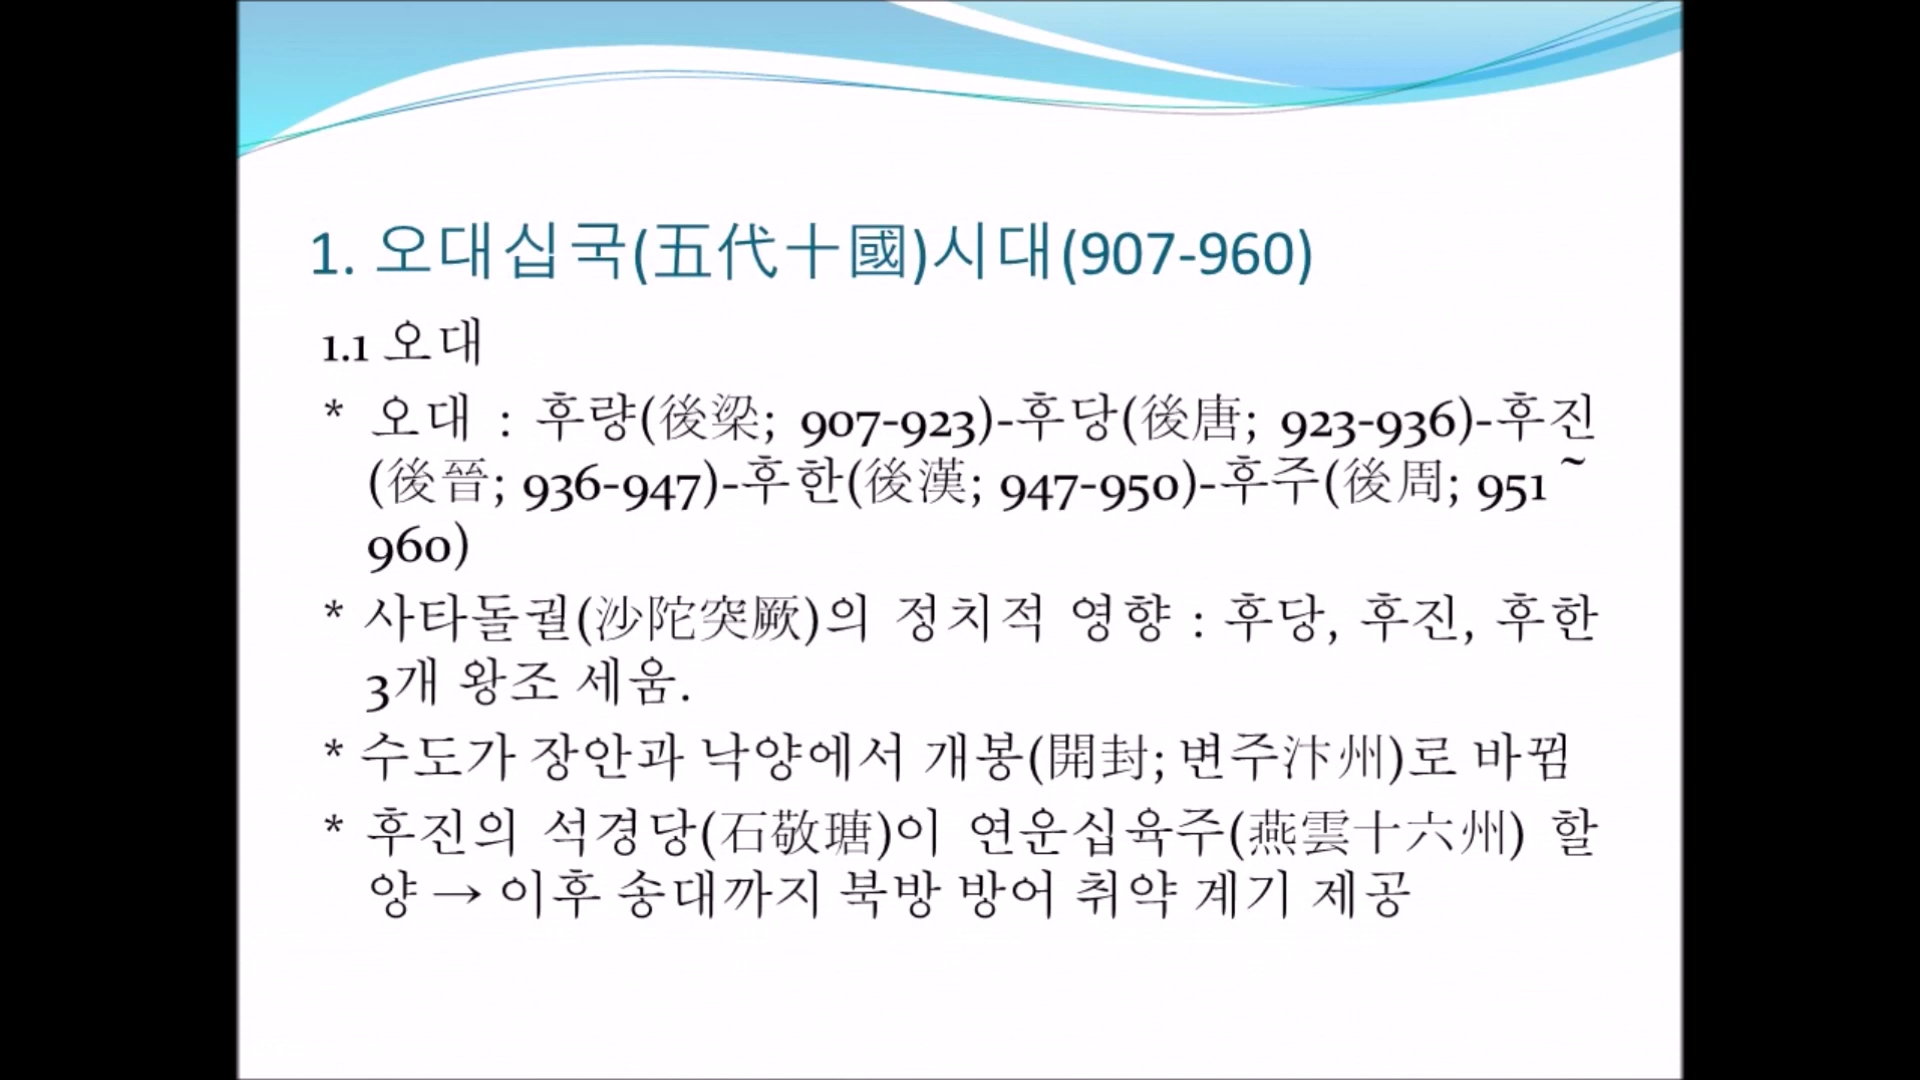 1. 오대십국(五代十國)시대(907-960)
1.1 오대
* 오대 : 후량(後梁; 907-923)-후당(後唐; 923-936)-후진
(後晉; 936-947)-후한(後漢; 947-950)-후주(後周; 951~
960)
* 사타돌궐(沙陀突厥)의 정치적 영향 : 후당, 후진, 후한
3개 왕조 세움.
* 수도가 장안과 낙양에서 개봉(開封; 변주汴州)로 바뀜
* 후진의 석경당(石敬瑭)이 연운십육주(燕雲十六州) 할
양 → 이후 송대까지 북방 방어 취약 계기 제공